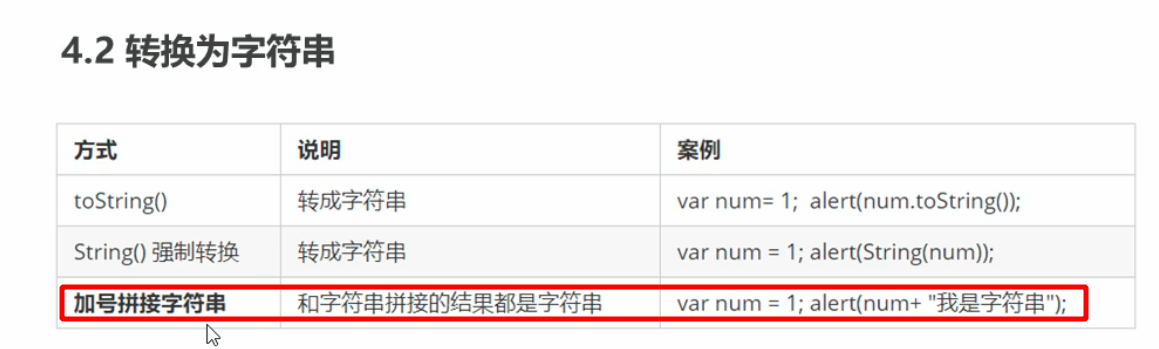 4.2 转换为字符串
方式 说明 案例
toString() 转成字符串 var num= 1; alert(num.toString());
String() 强制转换 转成字符串 var num = 1; alert(String(num));
加号拼接字符串 和字符串拼接的结果都是字符串 var num = 1; alert(num+ "我是字符串");